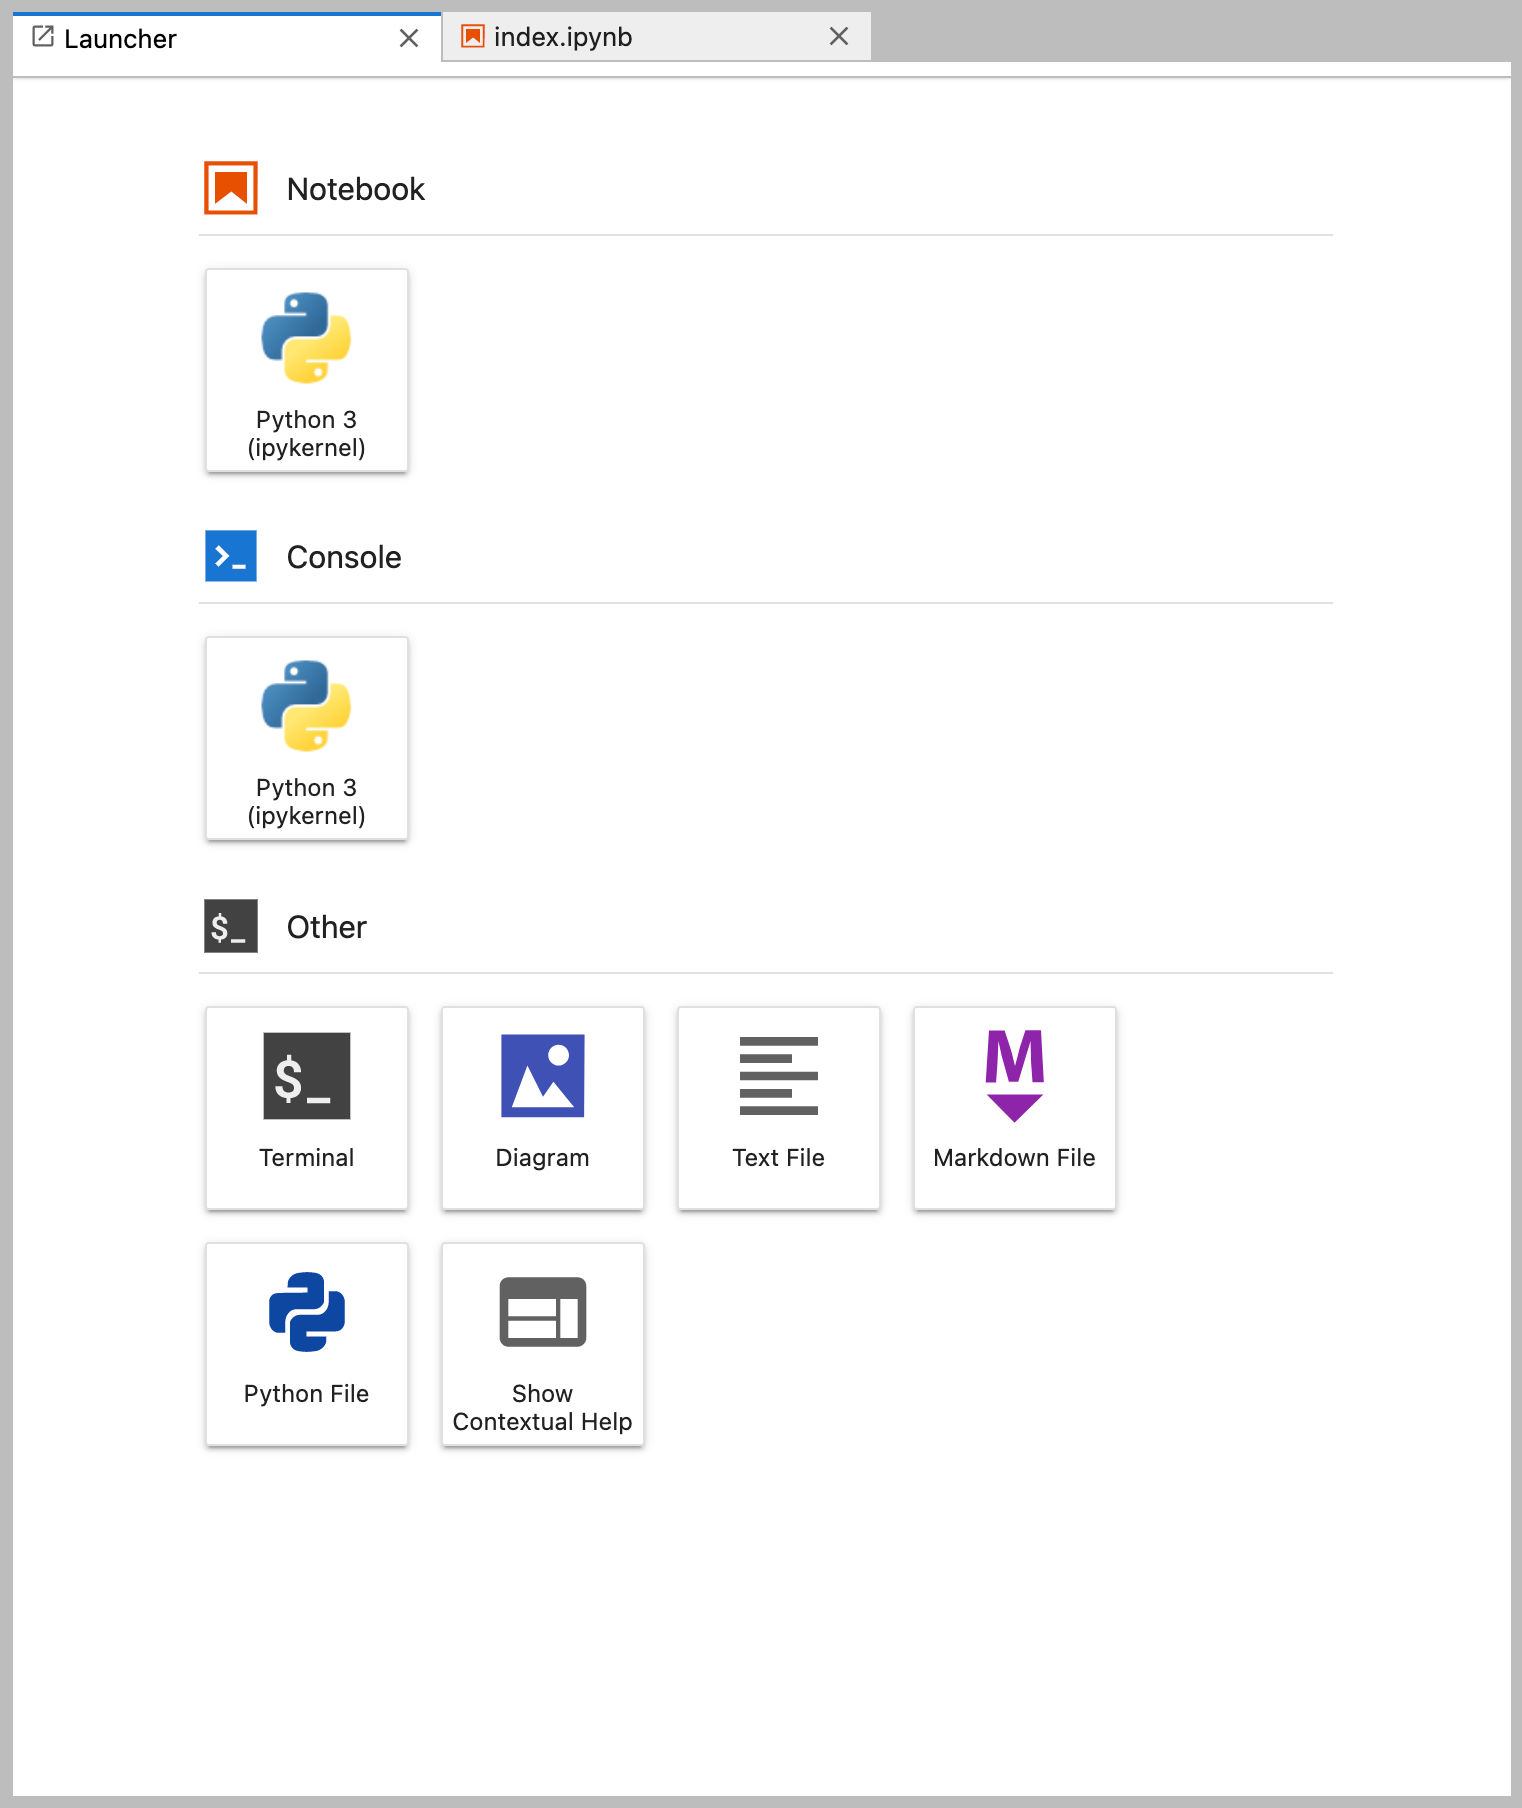 Launcher
index.ipynb
Notebook
Python 3
(ipykernel)
Console
Python 3
(ipykernel)
$_ Other
$_
M
Terminal
Diagram
Text File
Markdown File
Python File
Show
Contextual Help